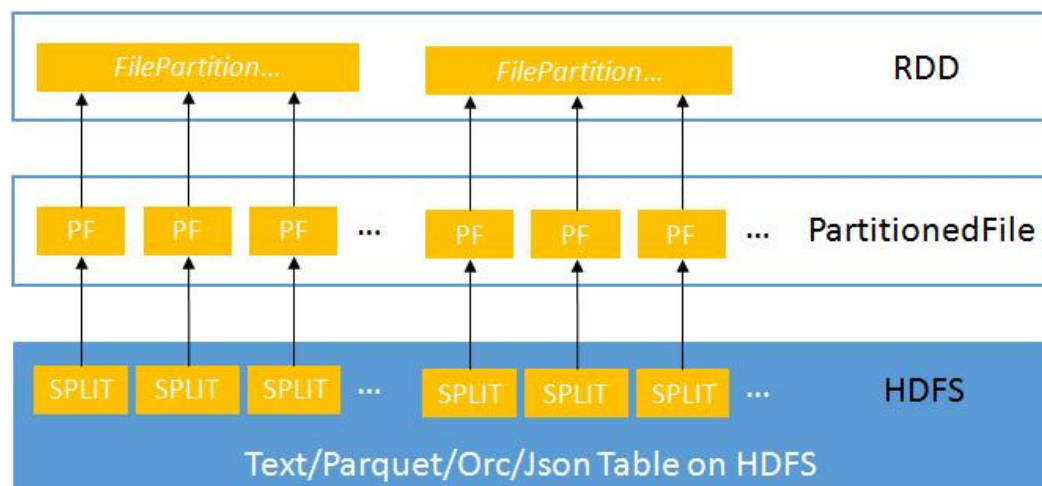 FilePartition...
FilePartition...
RDD
PF
PF
PF
...
PF
PF
PF
...
PartitionedFile
SPLIT
SPLIT
SPLIT
...
SPLIT
SPLIT
SPLIT
...
HDFS
Text/Parquet/Orc/Json Table on HDFS